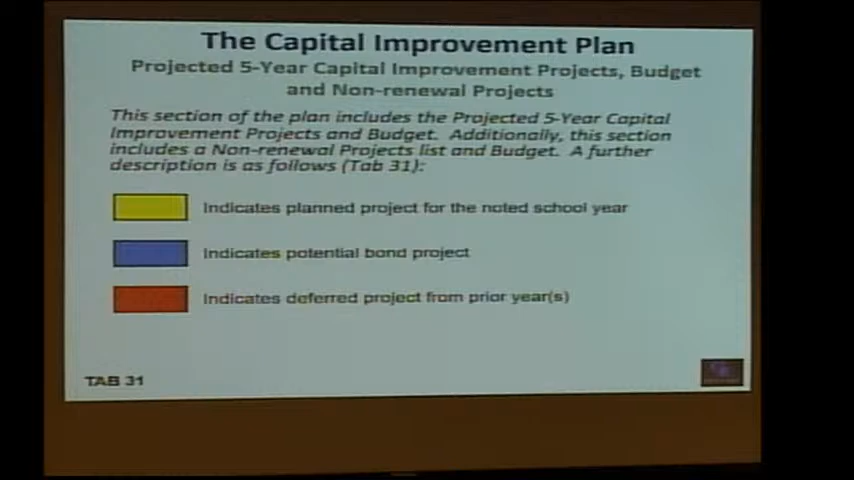 The Capital Improvement Plan
Projected 5-Year Capital Improvement Projects, Budget
and Non-renewal Projects
This section of the plan includes the Projected 5-Year Capital
Improvement Projects and Budget. Additionally, this section
includes a Non-renewal Projects list and Budget. A further
description is as follows (Tab 31):
Indicates planned project for the noted school year
Indicates potential bond project
Indicates deferred project from prior year(s)
TAB 31